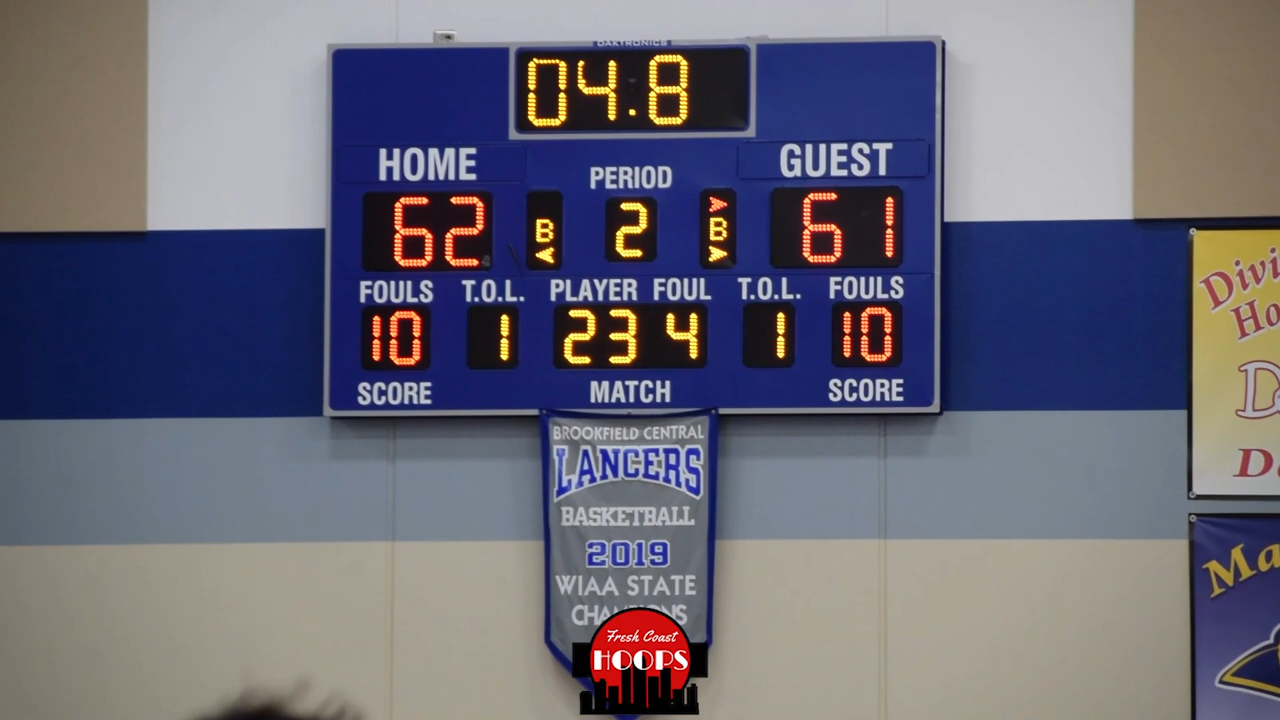 DAKTRONICS
04.8
HOME
PERIOD
GUEST
62
B
2
B
61
FOULS
T.O.L.
PLAYER FOUL
T.O.L.
FOULS
10
1
23 4
1
10
SCORE
MATCH
SCORE
BROOKFIELD CENTRAL
LANCERS
BASKETBALL
2019
WIAA STATE
CHAMPIONS
Fresh Coast
HOOPS